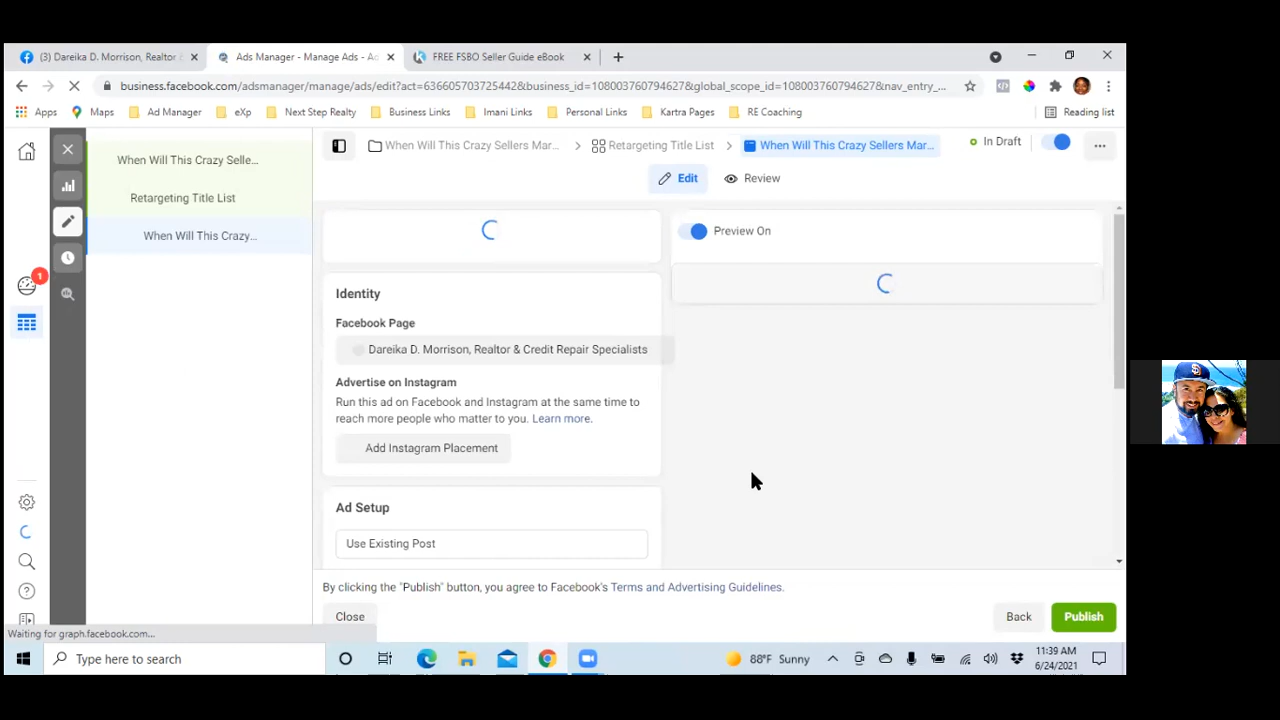 (3) Dareika D. Morrison, Realtor
Ads Manager - Manage Ads - Ad
FREE FSBO Seller Guide eBook
business.facebook.com/adsmanager/manage/ads/edit?act=636605703725442&business_id=108003760794627&global_scope_id=108003760794627&nav_entry_...
Apps
Maps
Ad Manager
eXp
Next Step Realty
Business Links
Imani Links
Personal Links
Kartra Pages
RE Coaching
Reading list
When Will This Crazy Selle...
Retargeting Title List
When Will This Crazy...
When Will This Crazy Sellers Mar...
Retargeting Title List
When Will This Crazy Sellers Mar...
In Draft
Edit
Review
Preview On
Identity
Facebook Page
Dareika D. Morrison, Realtor & Credit Repair Specialists
Advertise on Instagram
Run this ad on Facebook and Instagram at the same time to
reach more people who matter to you. Learn more.
Add Instagram Placement
Ad Setup
Use Existing Post
1
By clicking the "Publish" button, you agree to Facebook's Terms and Advertising Guidelines.
Close
Back
Publish
Waiting for graph.facebook.com...
Type here to search
88°F Sunny
11:39 AM
6/24/2021